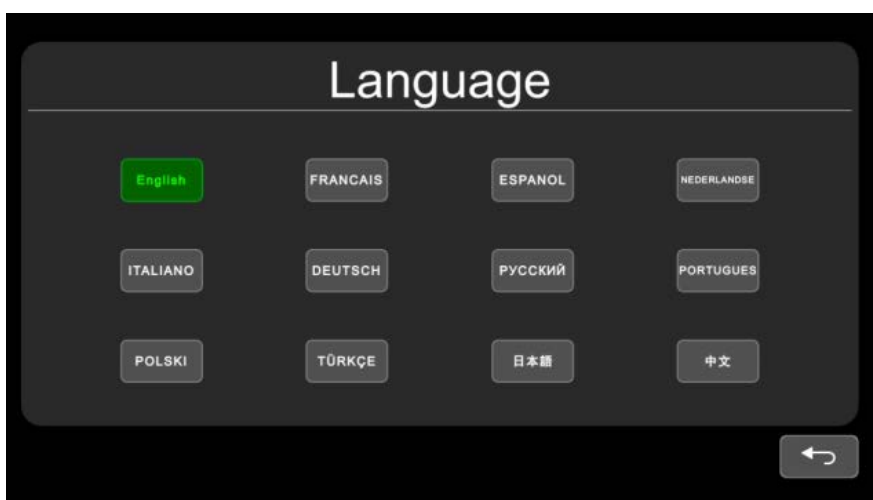 Language
English FRANCAIS ESPANOL NEDERLANDSE
ITALIANO DEUTSCH РУССКИЙ PORTUGUES
POLSKI TÜRKÇE 日本語 中文